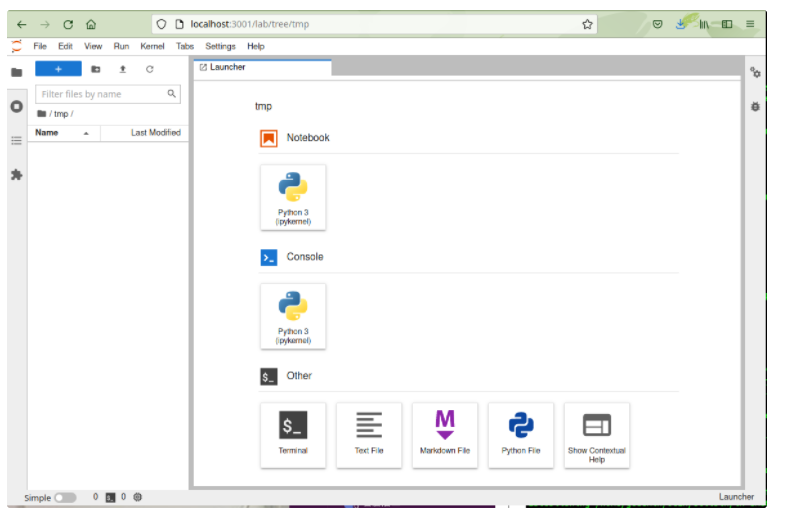 localhost:3001/lab/tree/tmp
File Edit View Run Kernel Tabs Settings Help
+
Launcher
Filter files by name
/ tmp /
Name Last Modified
tmp
Notebook
Python 3
(ipykernel)
>_ Console
Python 3
(ipykernel)
$_ Other
$_
M
Terminal
Text File
Markdown File
Python File
Show Contextual
Help
Simple 0 $_ 0 Launcher